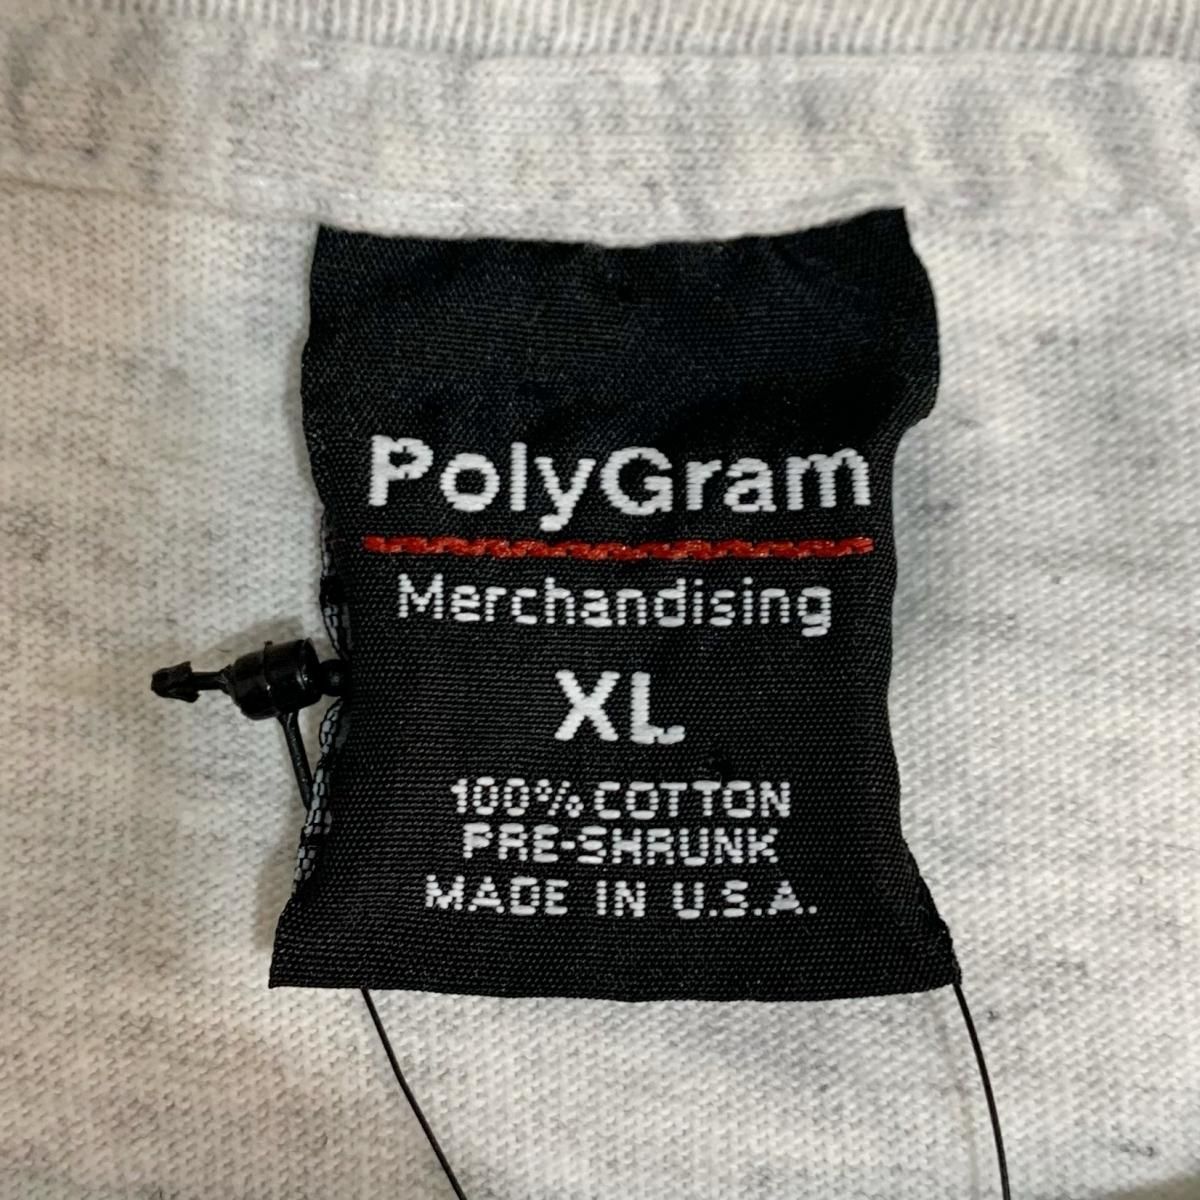 PolyGram
Merchandising
XL
100% COTTON
PRE-SHRUNK
MADE IN U.S.A.